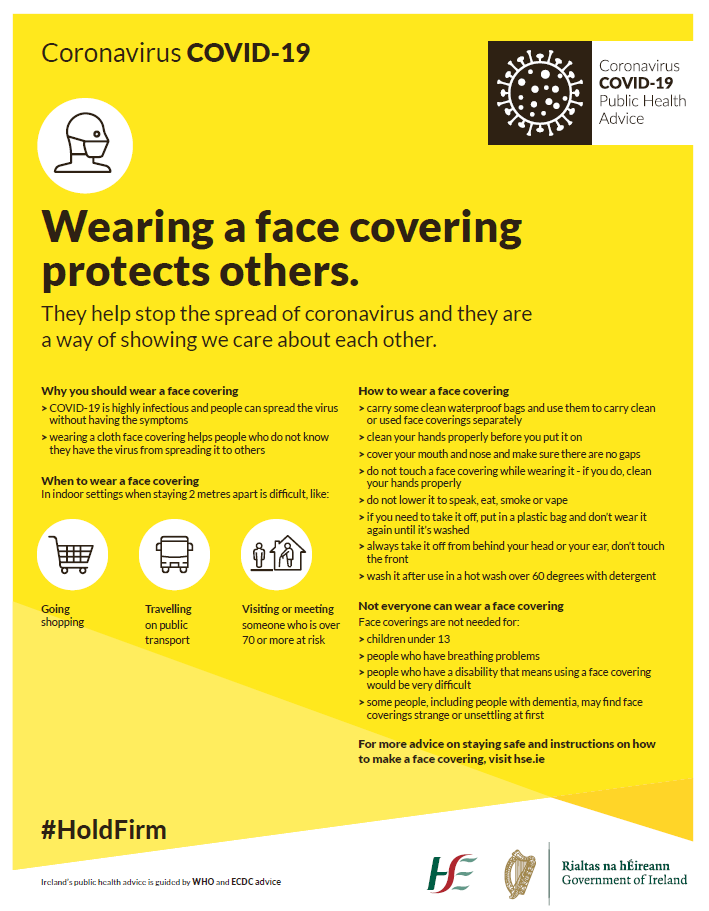 Coronavirus COVID-19
Coronavirus
COVID-19
Public Health
Advice
Wearing a face covering
protects others.
They help stop the spread of coronavirus and they are
a way of showing we care about each other.
Why you should wear a face covering
> COVID-19 is highly infectious and people can spread the virus
without having the symptoms
> wearing a cloth face covering helps people who do not know
they have the virus from spreading it to others
When to wear a face covering
In indoor settings when staying 2 metres apart is difficult, like:
Going
shopping
Travelling
on public
transport
Visiting or meeting
someone who is over
70 or more at risk
How to wear a face covering
> carry some clean waterproof bags and use them to carry clean
or used face coverings separately
> clean your hands properly before you put it on
> cover your mouth and nose and make sure there are no gaps
> do not touch a face covering while wearing it - if you do, clean
your hands properly
> do not lower it to speak, eat, smoke or vape
> if you need to take it off, put in a plastic bag and don't wear it
again until it's washed
> always take it off from behind your head or your ear, don't touch
the front
> wash it after use in a hot wash over 60 degrees with detergent
Not everyone can wear a face covering
Face coverings are not needed for:
> children under 13
> people who have breathing problems
> people who have a disability that means using a face covering
would be very difficult
> some people, including people with dementia, may find face
coverings strange or unsettling at first
For more advice on staying safe and instructions on how
to make a face covering, visit hse.ie
#HoldFirm
Ireland's public health advice is guided by WHO and ECDC advice
HSE
Rialtas na hÉireann
Government of Ireland